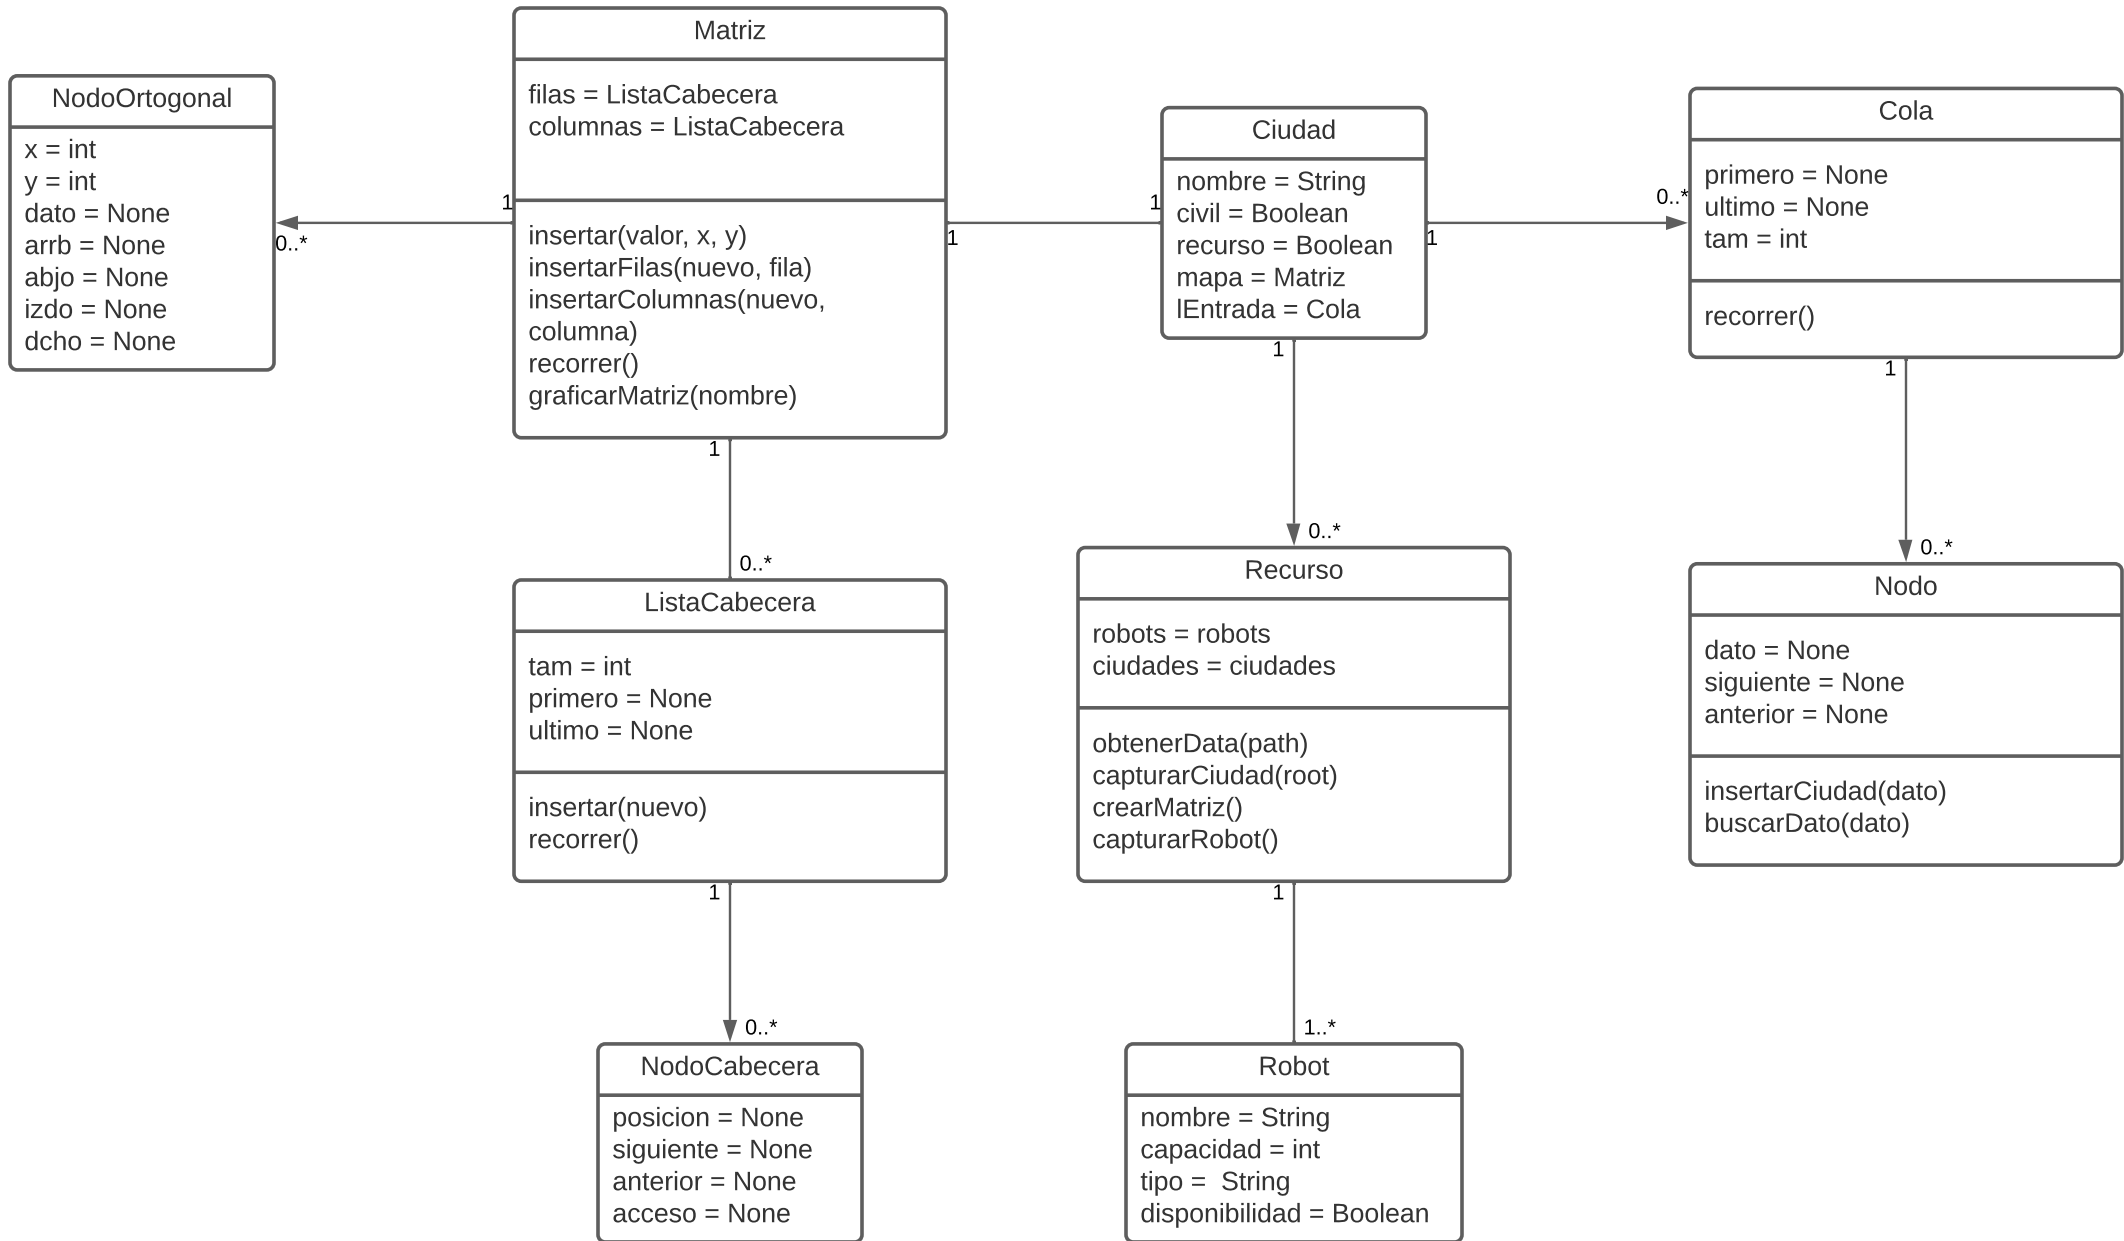 Matriz
filas = ListaCabecera
columnas = ListaCabecera
insertar(valor, x, y)
insertarFilas(nuevo, fila)
insertarColumnas(nuevo,
columna)
recorrer()
graficarMatriz(nombre)
NodoOrtogonal
x = int
y = int
dato = None
arrb = None
abjo = None
izdo = None
dcho = None
1
0..*
1
1
Ciudad
nombre = String
civil = Boolean
recurso = Boolean
mapa = Matriz
lEntrada = Cola
1
0..*
Cola
primero = None
ultimo = None
tam = int
recorrer()
1
0..*
ListaCabecera
tam = int
primero = None
ultimo = None
insertar(nuevo)
recorrer()
1
0..*
Recurso
robots = robots
ciudades = ciudades
obtenerData(path)
capturarCiudad(root)
crearMatriz()
capturarRobot()
1
0..*
Nodo
dato = None
siguiente = None
anterior = None
insertarCiudad(dato)
buscarDato(dato)
1
0..*
NodoCabecera
posicion = None
siguiente = None
anterior = None
acceso = None
1
1..*
Robot
nombre = String
capacidad = int
tipo =  String
disponibilidad = Boolean